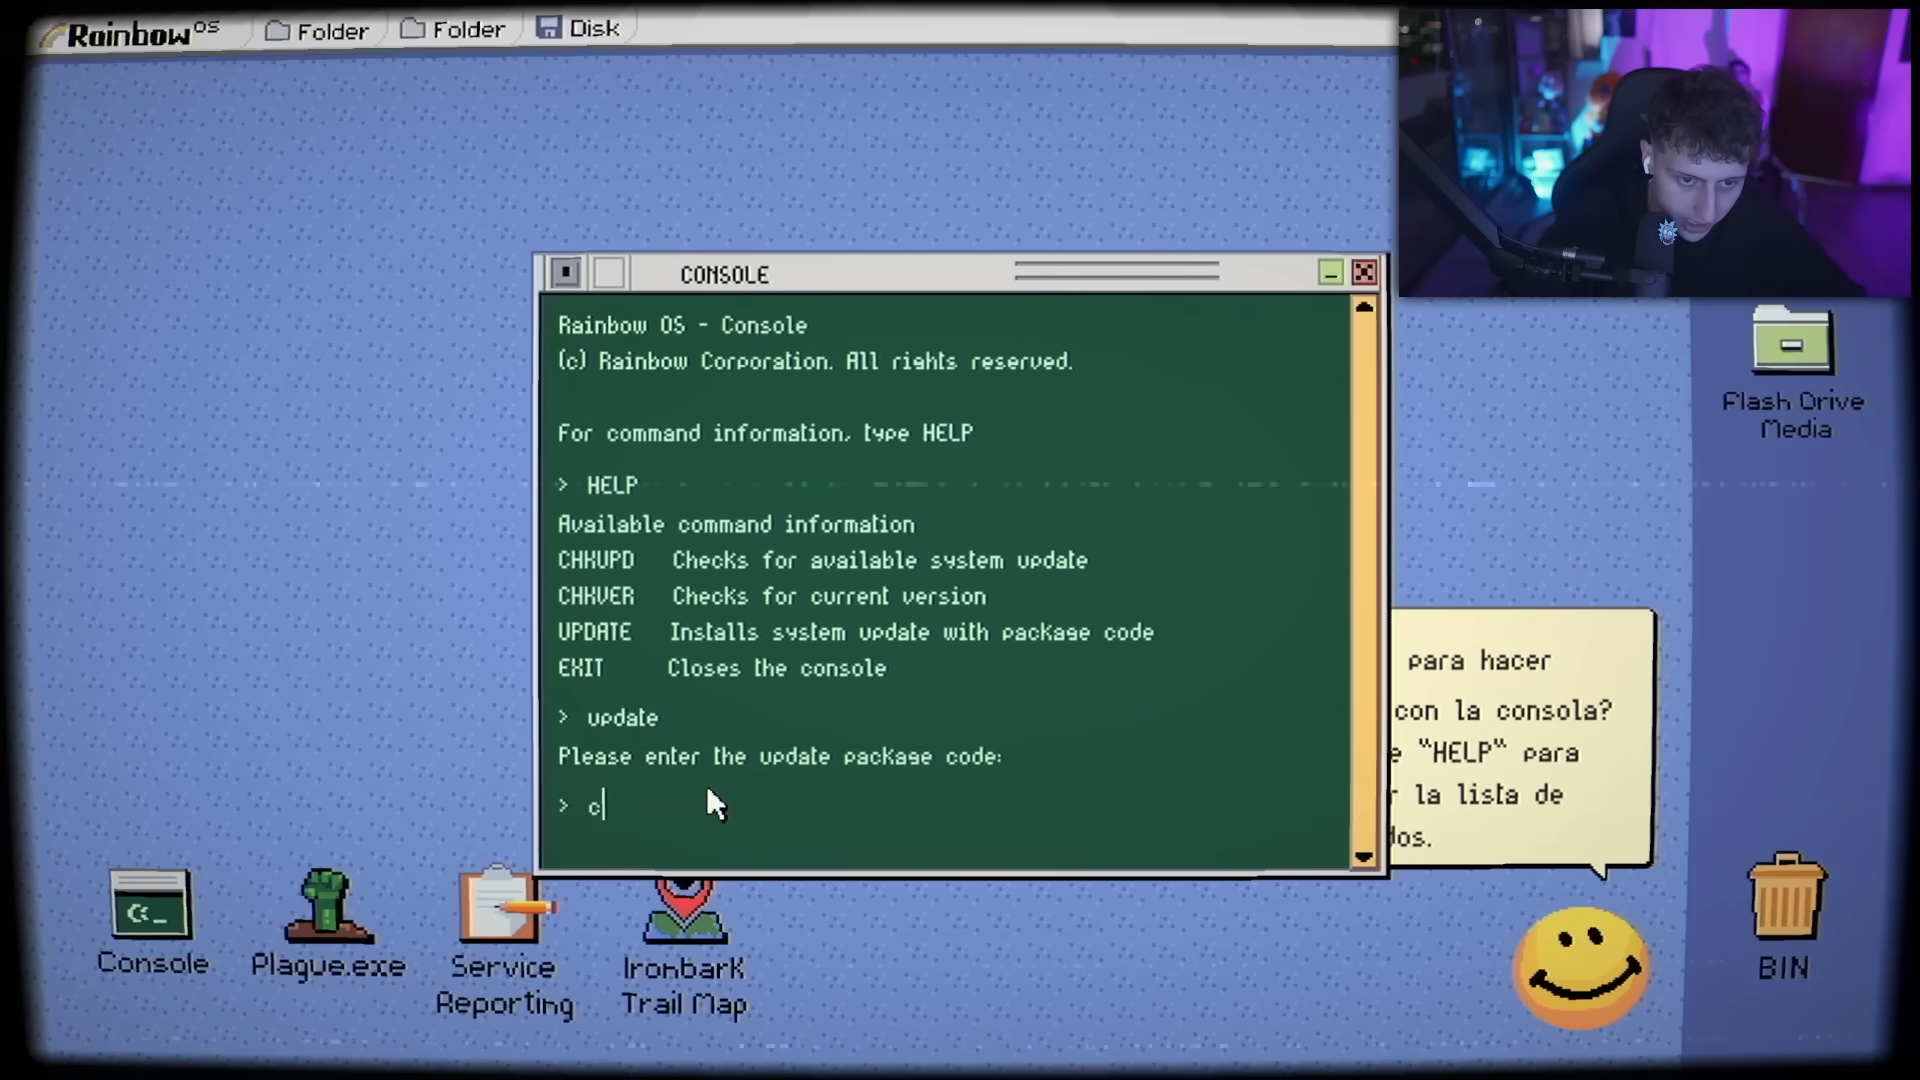 Rainbow OS
Folder
Folder
Disk
CONSOLE
Rainbow OS - Console
(c) Rainbow Corporation. All rights reserved.
For command information, type HELP
> HELP
Available command information
CHKUPD Checks for available system update
CHKVER Checks for current version
UPDATE Installs system update with package code
EXIT Closes the console
> update
Please enter the update package code:
> c
para hacer
con la consola?
"HELP" para
la lista de
Flash Drive
Media
Console
Plague.exe
Service
Reporting
Ironbark
Trail Map
BIN